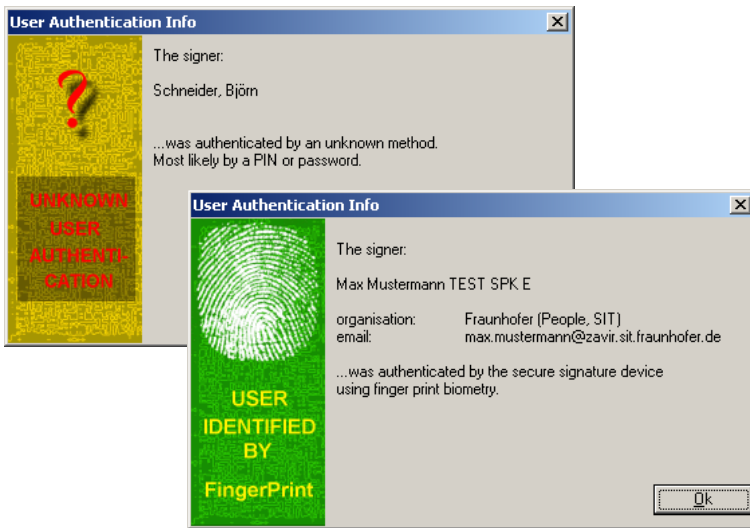 User Authentication Info
?
The signer:
Schneider, Björn
...was authenticated by an unknown method.
Most likely by a PIN or password.
UNKNOWN
USER
AUTHENTI-
CATION
User Authentication Info
The signer:
Max Mustermann TEST SPK E
organisation: Fraunhofer (People, SIT)
email: max.mustermann@zavir.sit.fraunhofer.de
...was authenticated by the secure signature device
using finger print biometry.
USER
IDENTIFIED
BY
FingerPrint
Ok